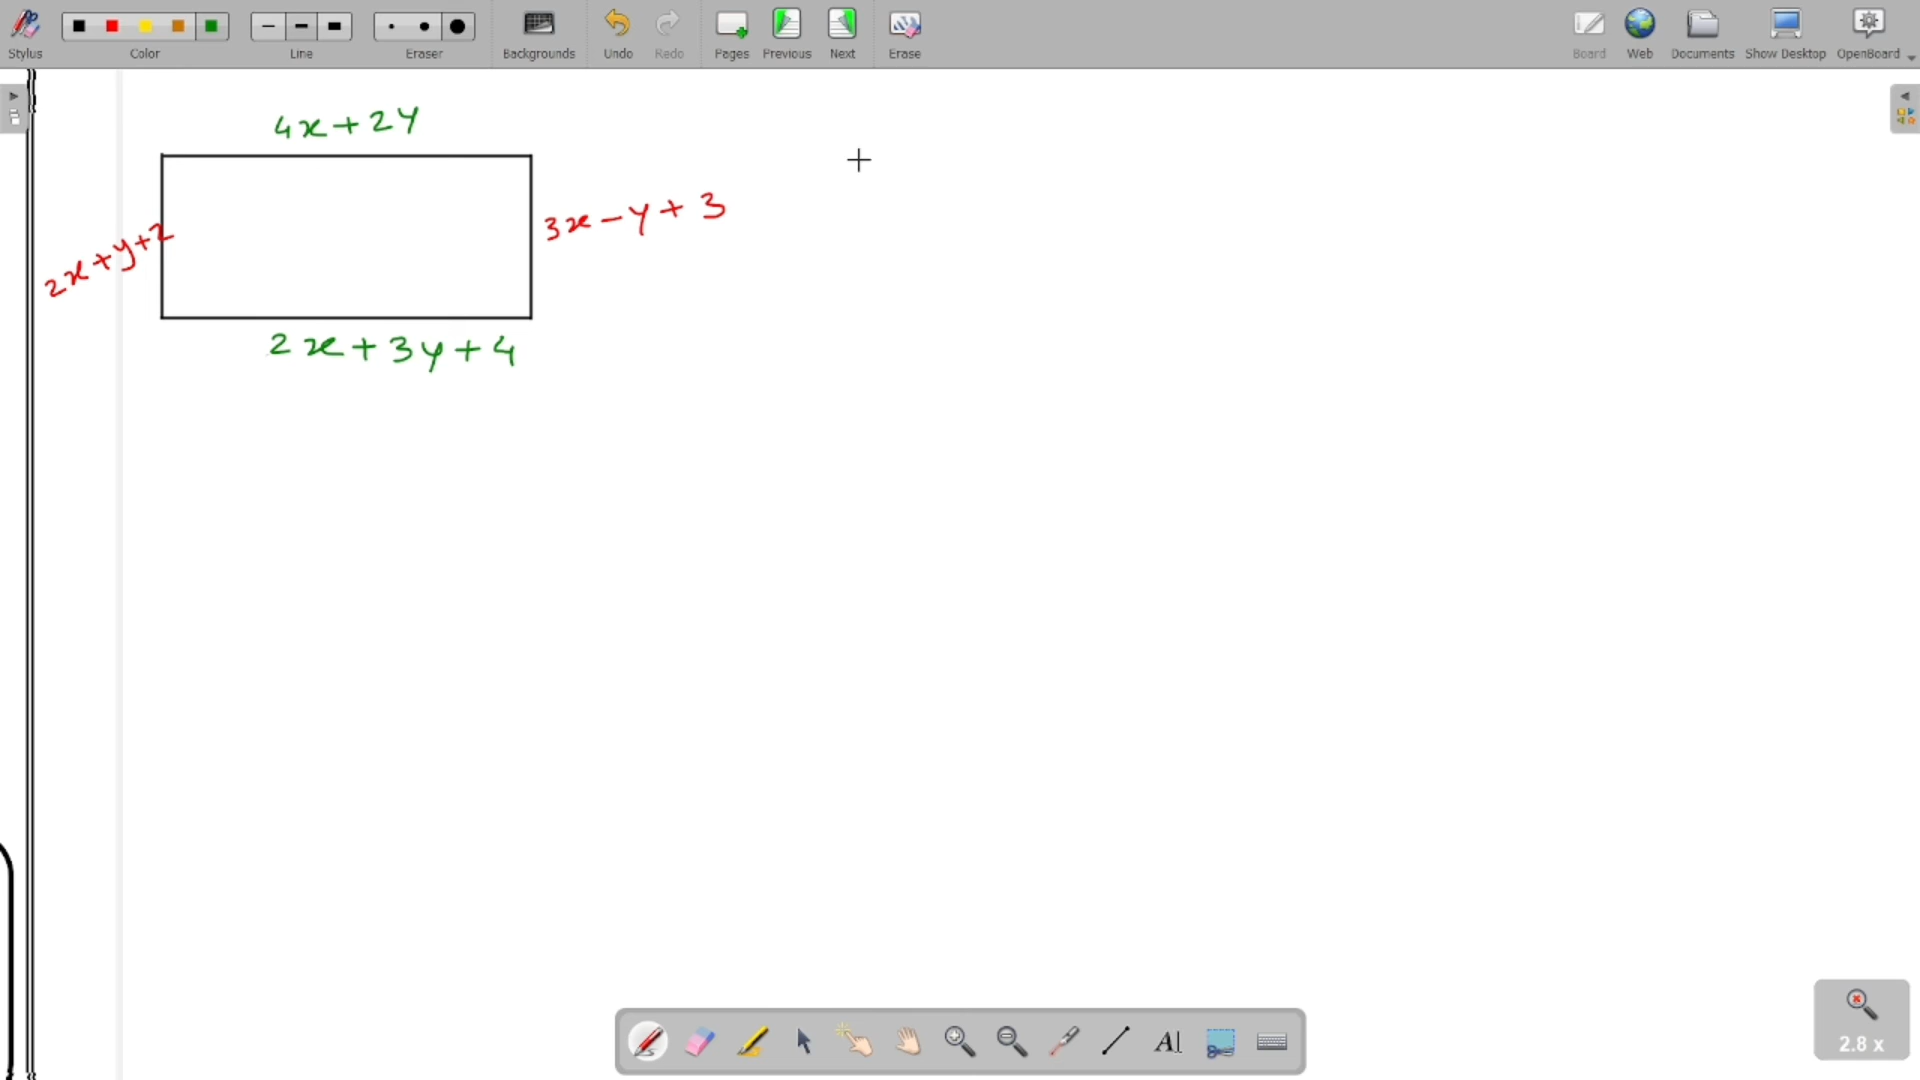 Stylus
Color
Line
Eraser
Backgrounds
Undo
Redo
Pages
Previous
Next
Erase
Board
Web
Documents
Show Desktop
OpenBoard
4x+2y
2x+y+2
3x-y+3
2x+3y+4
A
2.8 x